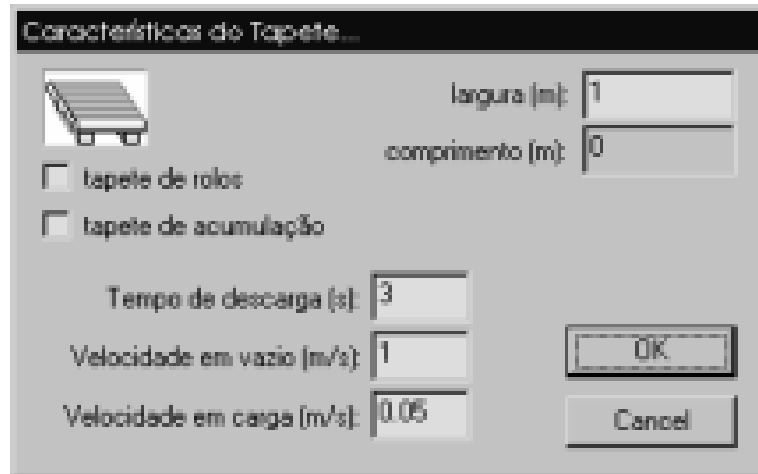 Características do Tapete...
largura (m): 1
comprimento (m): 0
tapete de rolos
tapete de acumulação
Tempo de descarga (s): 3
Velocidade em vazio (m/s): 1
Velocidade em carga (m/s): 0.05
OK
Cancel